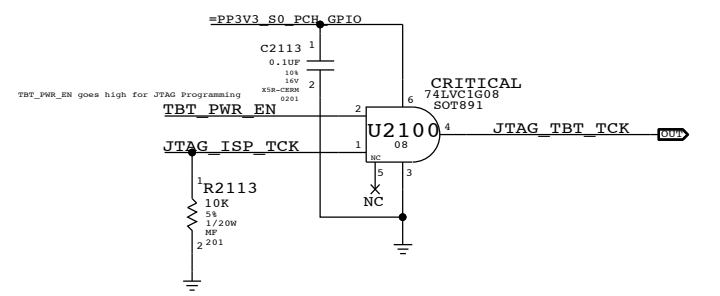 =PP3V3_S0_PCH_GPIO
C2113
1
0.1UF
10%
16V
X5R-CERM
0201
2
6
CRITICAL
74LVC1G08
SOT891
TBT_PWR_EN goes high for JTAG Programming
TBT_PWR_EN
2
U2100
08
4
JTAG_TBT_TCK
OUT
JTAG_ISP_TCK
1
NC
5
3
NC
1
R2113
10K
5%
1/20W
MF
201
2